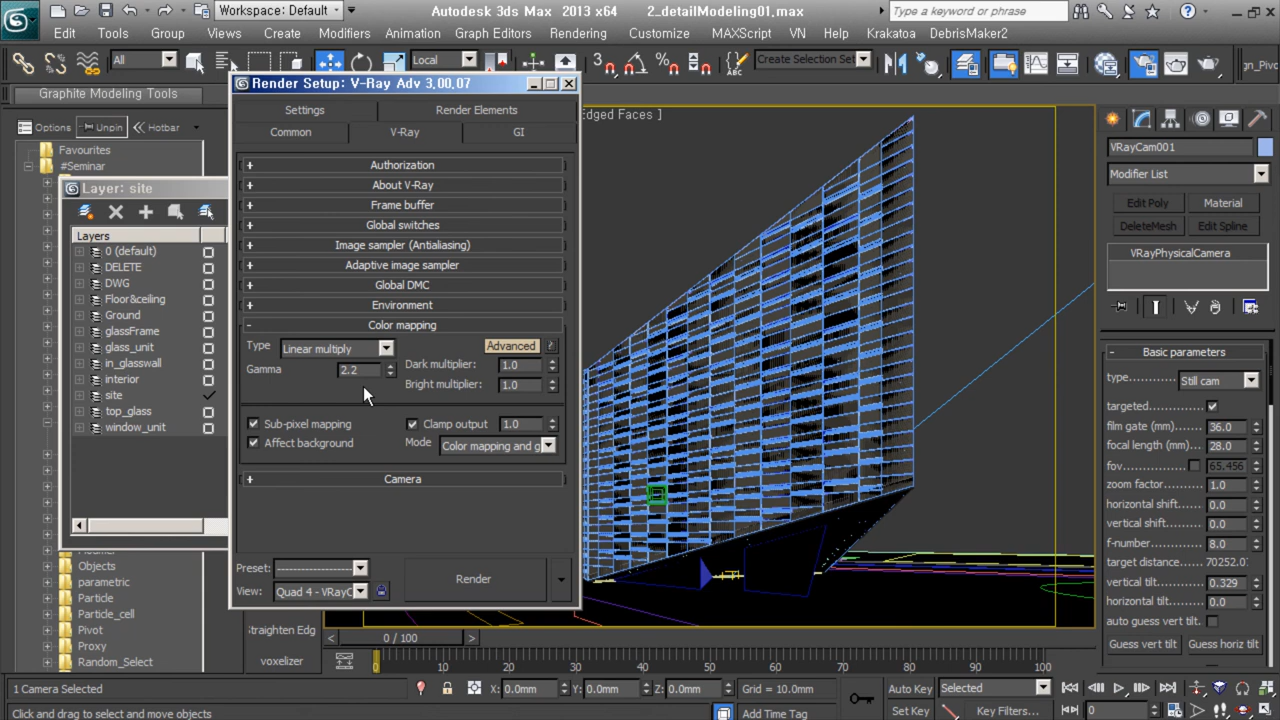 Workspace: Default
Autodesk 3ds Max 2013 x64 2_detailModeling01.max
Type a keyword or phrase
Edit Tools Group Views Create Modifiers Animation Graph Editors Rendering Customize MAXScript VN Help Krakatoa DebrisMaker2
All
Local
3
Create Selection Set
gn_Pivo
Graphite Modeling Tools
Options
Unpin
Hotbar
Favourites
#Seminar
Layer: site
Layers
0 (default)
DELETE
DWG
Floor&ceiling
Ground
glassFrame
glass_unit
in_glasswall
interior
site
top_glass
window_unit
Objects
parametric
Particle
Particle_cell
Pivot
Proxy
Random_Select
Render Setup: V-Ray Adv 3.00.07
Settings Render Elements
Common V-Ray GI
Authorization
About V-Ray
Frame buffer
Global switches
Image sampler (Antialiasing)
Adaptive image sampler
Global DMC
Environment
Color mapping
Type Linear multiply Advanced
Gamma 2.2 Dark multiplier: 1.0
Bright multiplier: 1.0
Sub-pixel mapping Clamp output 1.0
Affect background Mode Color mapping and g
Camera
Preset: Render
View: Quad 4 - VRayC
dged Faces ]
traighten Edg
voxelizer
0 / 100
0 10 20 30 40 50 60 70 80 90 100
VRayCam001
Modifier List
Edit Poly Material
DeleteMesh Edit Spline
VRayPhysicalCamera
Basic parameters
type............ Still cam
targeted
film gate (mm)...... 36.0
focal length (mm)... 28.0
fov 65.456
zoom factor 1.0
horizontal shift 0.0
vertical shift 0.0
f-number 8.0
target distance: 70252.0
vertical tilt 0.329
horizontal tilt 0.0
auto guess vert tilt.
Guess vert tilt Guess horiz tilt
1 Camera Selected
X: 0.0mm Y: 0.0mm Z: 0.0mm Grid = 10.0mm
Auto Key Selected
Click and drag to select and move objects
Add Time Tag
Set Key Key Filters... 0